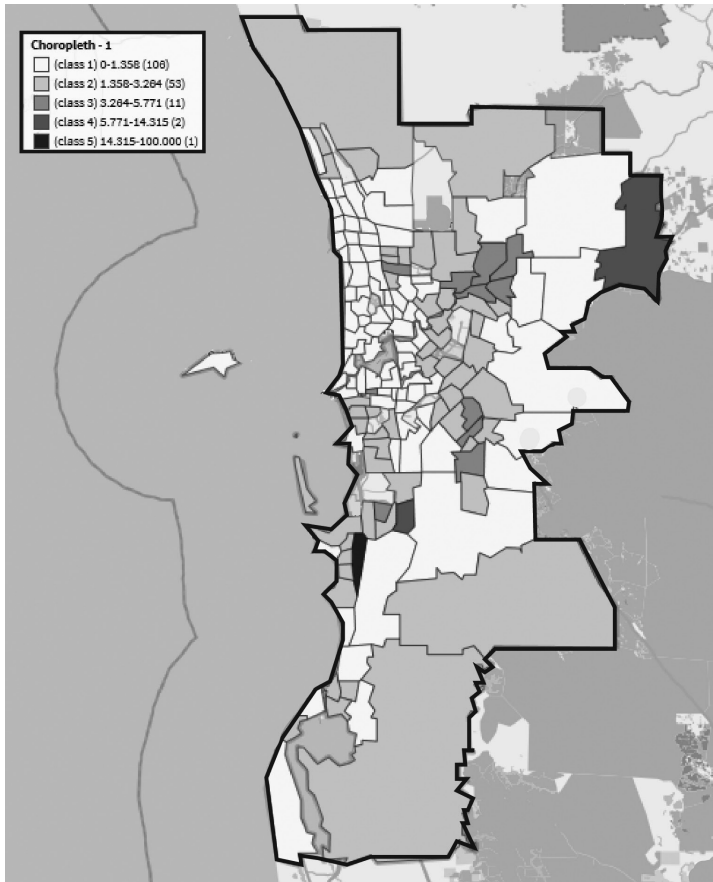 Choropleth - 1
(class 1) 0-1.358 (106)
(class 2) 1.358-3.264 (53)
(class 3) 3.264-5.771 (11)
(class 4) 5.771-14.315 (2)
(class 5) 14.315-100.000 (1)